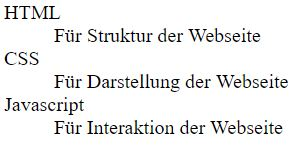 HTML
Für Struktur der Webseite
CSS
Für Darstellung der Webseite
Javascript
Für Interaktion der Webseite